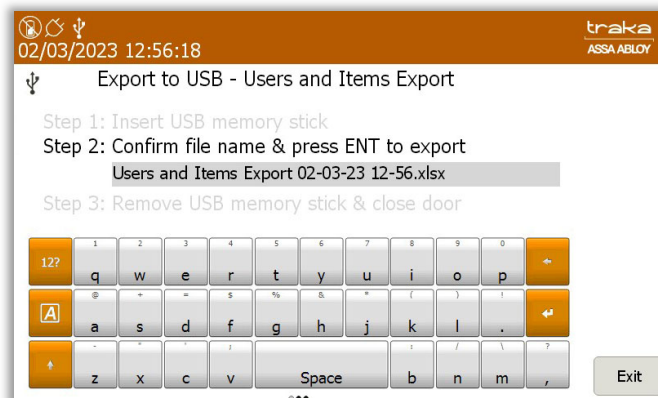 traka
02/03/2023 12:56:18
ASSA ABLOY
Export to USB - Users and Items Export
Step 1: Insert USB memory stick
Step 2: Confirm file name & press ENT to export
Users and Items Export 02-03-23 12-56.xlsx
Step 3: Remove USB memory stick & close door
1 2 3 4 5 6 7 8 9 0
12? q w e r t y u i o p
@ + = $ % & * ( ) !
A a s d f g h j k l .
- " ' ; : / \ ?
z x c v Space b n m ,
Exit